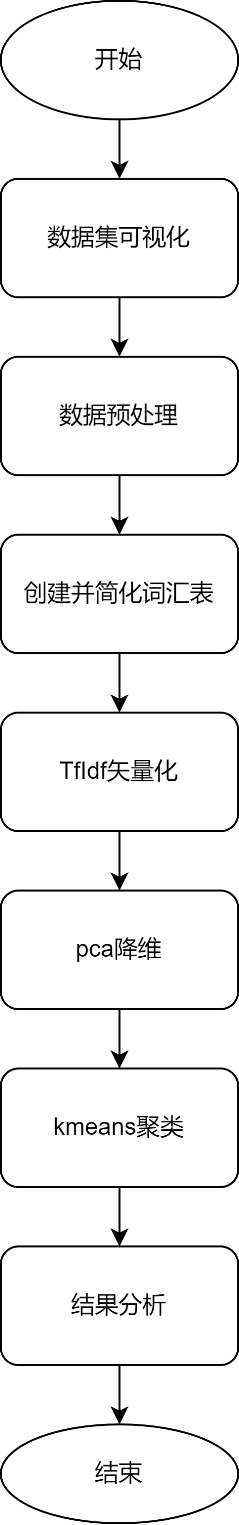 开始
数据集可视化
数据预处理
创建并简化词汇表
TfIdf矢量化
pca降维
kmeans聚类
结果分析
结束